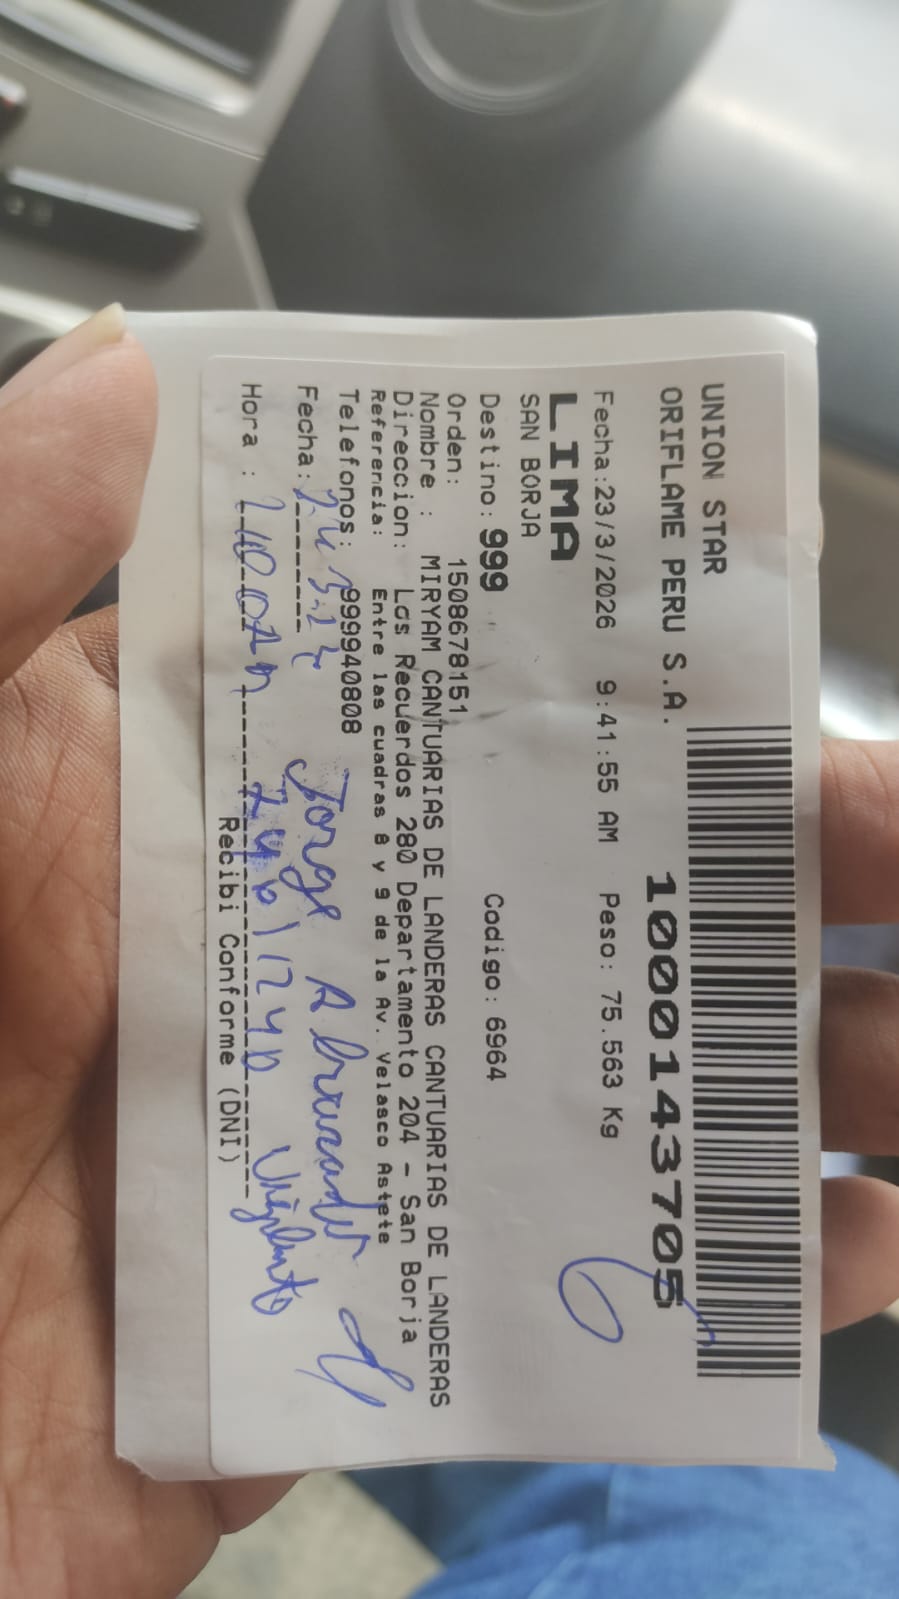 UNION STAR
ORIFLAME PERU S.A.
1000143705
Fecha:23/3/2026 9:41:55 AM Peso: 75.563 Kg
LIMA
SAN BORJA
Destino: 999 Codigo: 6964
Orden: 1508678151
Nombre : MIRYAM CANTUARIAS DE LANDERAS CANTUARIAS DE LANDERAS
Direccion: Los Recuerdos 280 Departamento 204 - San Borja
Referencia: Entre las cuadras 8 y 9 de la Av. Velasco Astete
Telefonos: 999940808
Fecha:
Jorge
Hora :
Recibi Conforme (DNI)